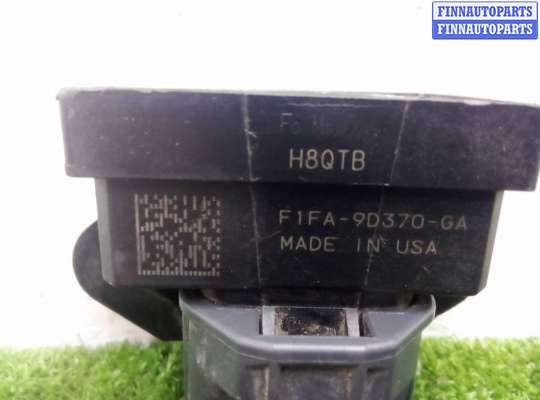 FINNAUTOPARTS
FINNAUTOPARTS
H8QTB
F1FA-9D370-GA
MADE IN USA